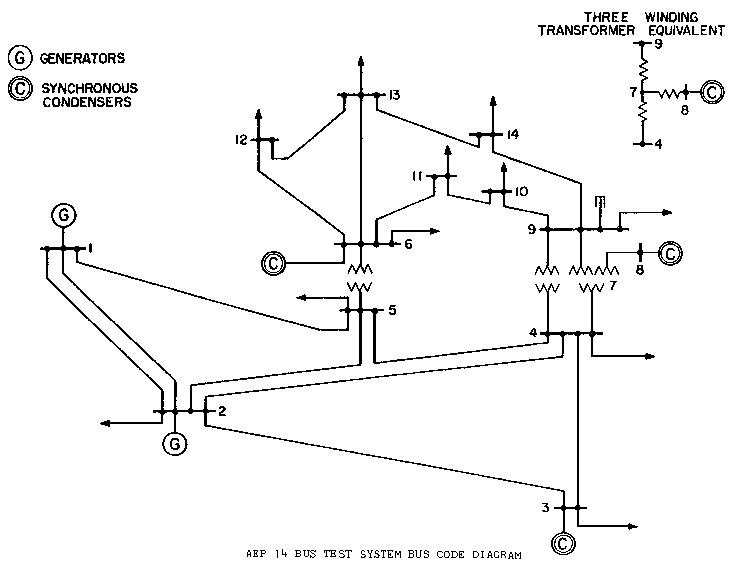 THREE WINDING
TRANSFORMER EQUIVALENT
9
G GENERATORS
C SYNCHRONOUS
CONDENSERS
7
C
8
4
13
14
12
11
10
G
1
6
9
C
C
8
7
5
4
2
G
3
C
AEP 14 BUS TEST SYSTEM BUS CODE DIAGRAM